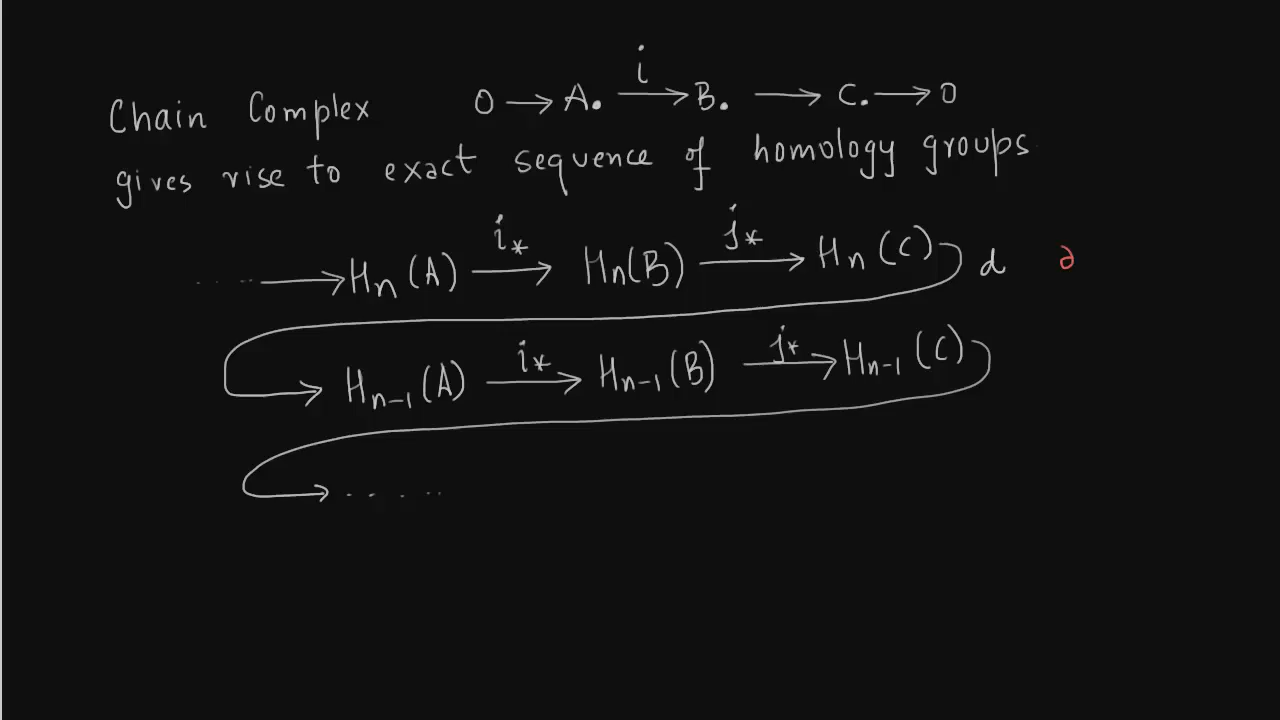 Chain Complex 0 → A. →^i B. → C. → 0
gives rise to exact sequence of homology groups
..... → Hₙ(A) →^{i*} Hₙ(B) →^{j*} Hₙ(C) d ∂
→ Hₙ₋₁(A) →^{i*} Hₙ₋₁(B) →^{j*} Hₙ₋₁(C)
→ ......